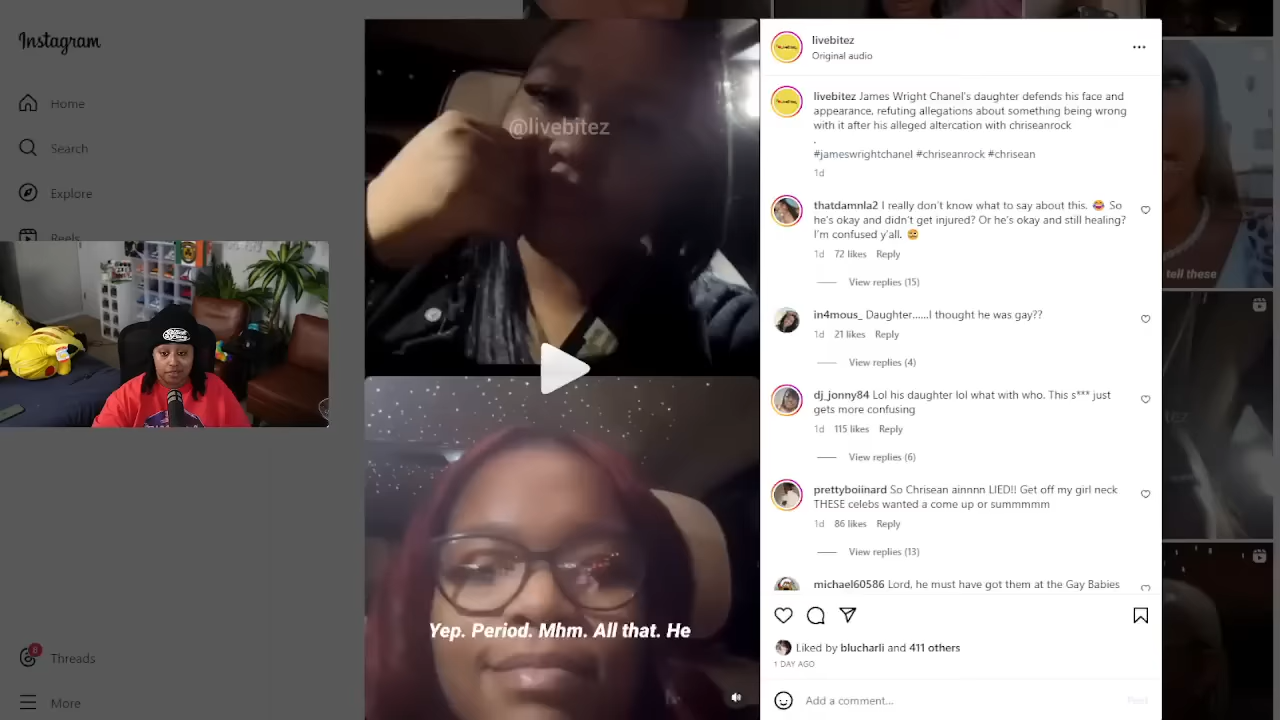 Instagram
Home
Search
Explore
Reels
8
Threads
More
@livebitez
Yep. Period. Mhm. All that. He
livebitez
Original audio
livebitez James Wright Chanel's daughter defends his face and
appearance, refuting allegations about something being wrong
with it after his alleged altercation with chriseanrock
.
#jameswrightchanel #chriseanrock #chrisean
1d
thatdamnla2 I really don't know what to say about this. 😂 So
he's okay and didn't get injured? Or he's okay and still healing?
I'm confused y'all. 🥴
1d 72 likes Reply
View replies (15)
in4mous_ Daughter......I thought he was gay??
1d 21 likes Reply
View replies (4)
dj_jonny84 Lol his daughter lol what with who. This s*** just
gets more confusing
1d 115 likes Reply
View replies (6)
prettyboiinard So Chrisean ainnnn LIED!! Get off my girl neck
THESE celebs wanted a come up or summmmm
1d 86 likes Reply
View replies (13)
michael60586 Lord, he must have got them at the Gay Babies
Liked by blucharli and 411 others
1 DAY AGO
Add a comment...
Post
tell these